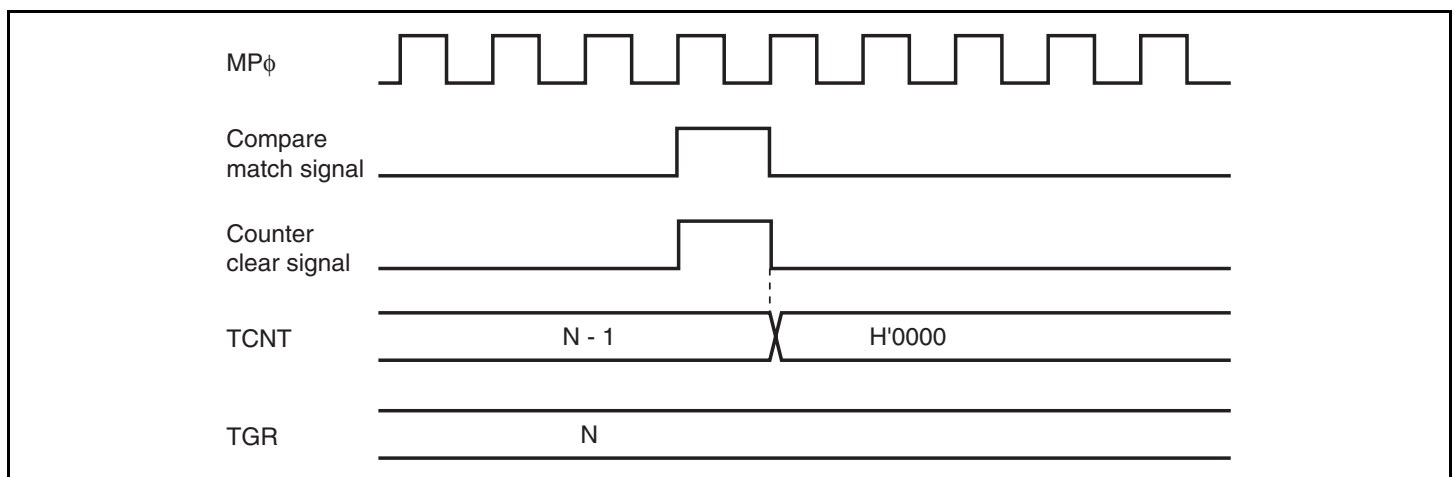 MPϕ
Compare
match signal
Counter
clear signal
TCNT
N - 1
H'0000
TGR
N